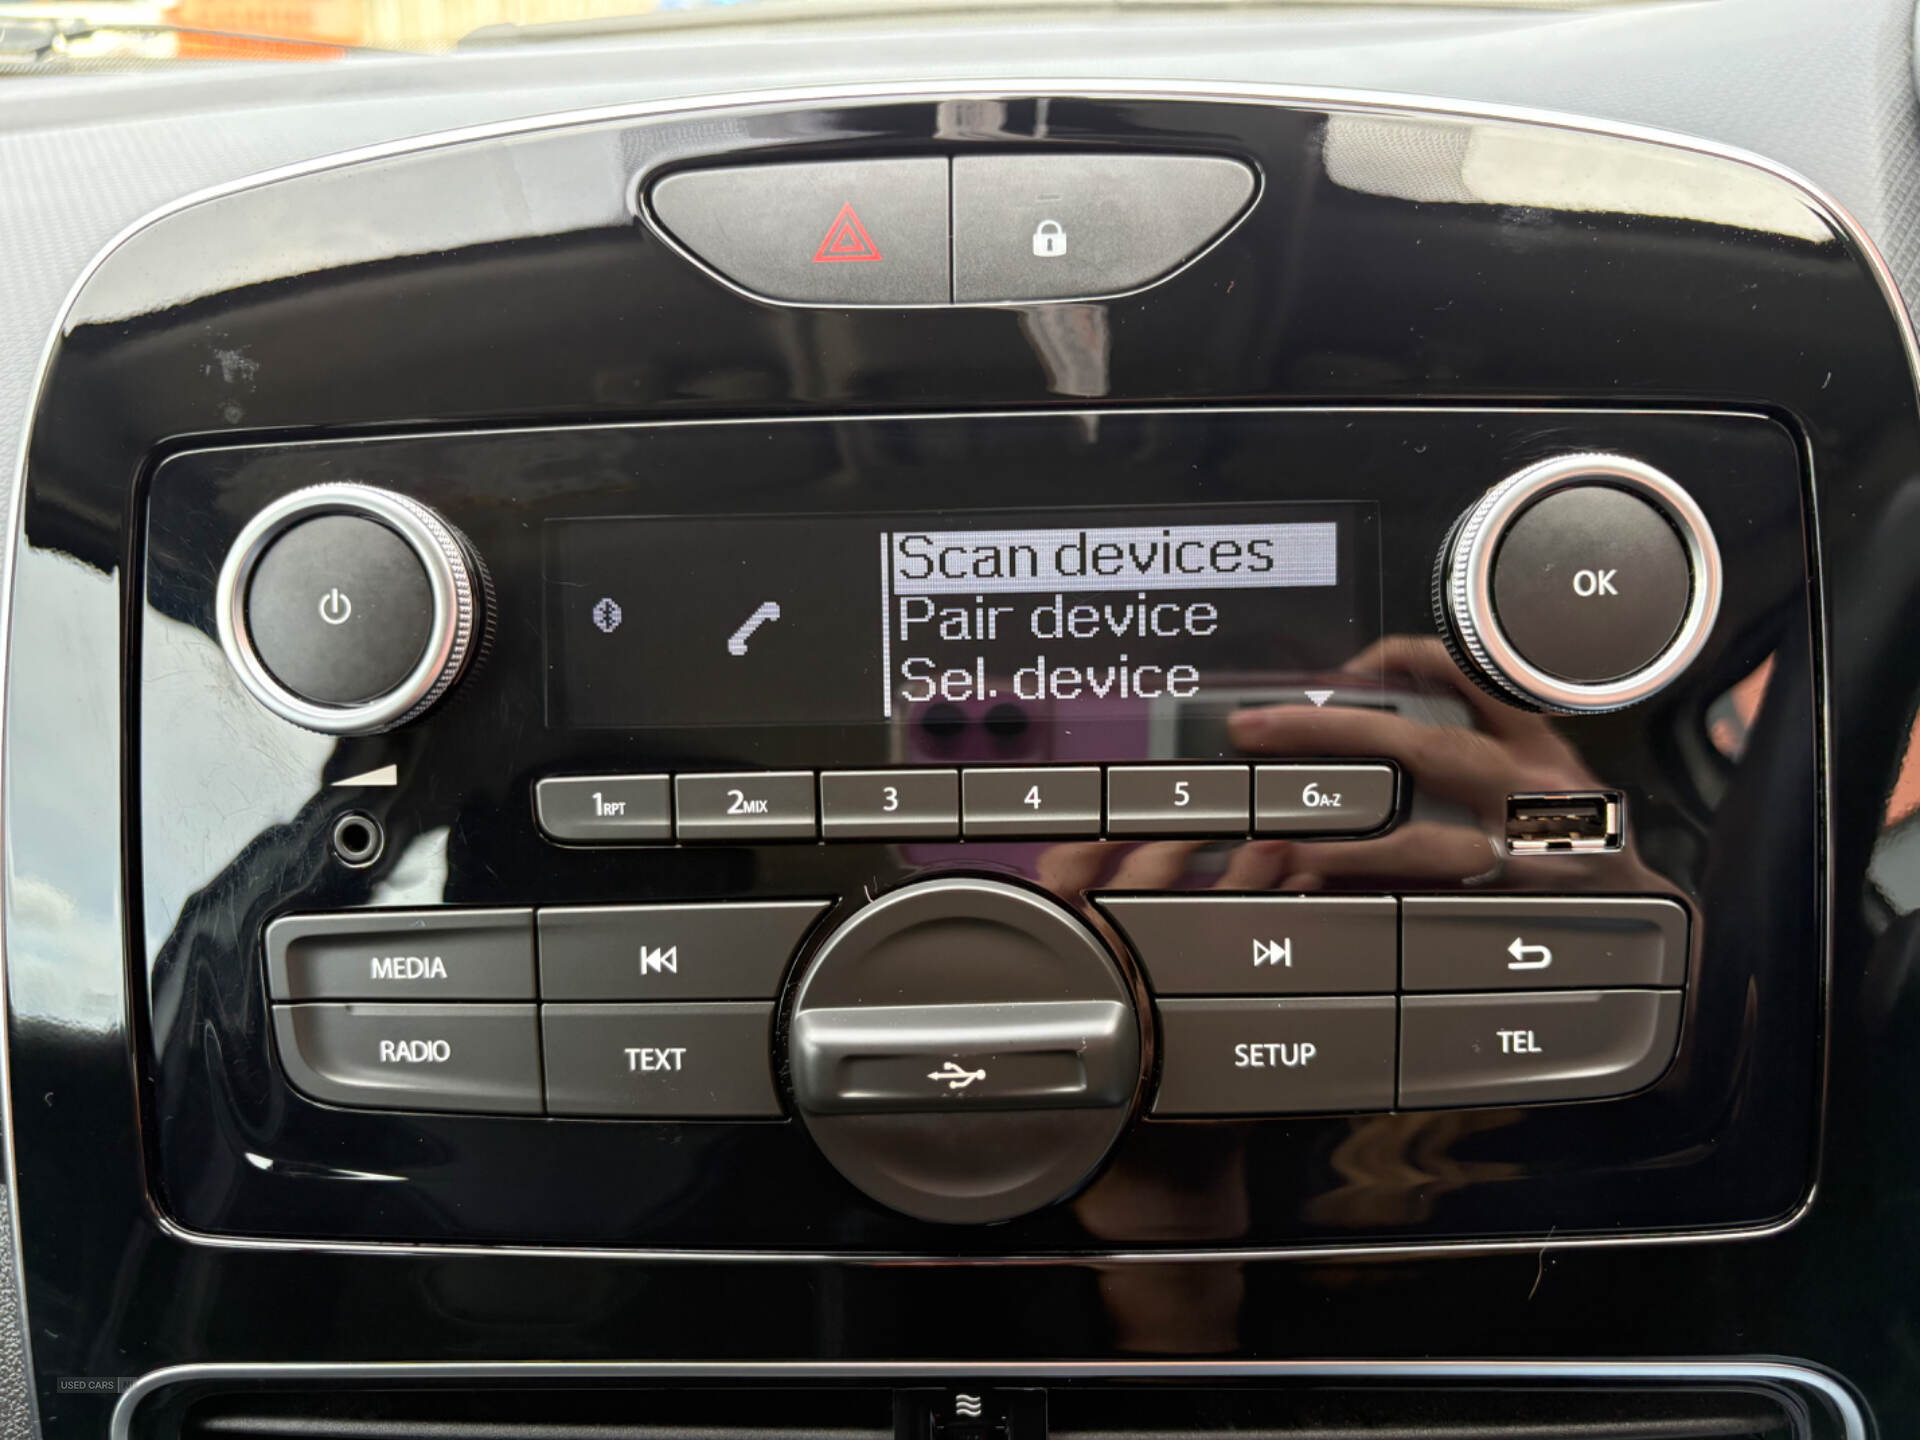 Scan devices
Pair device
Sel. device
OK
1RPT
2MIX
3
4
5
6A-Z
MEDIA
RADIO
TEXT
SETUP
TEL
USED CARS